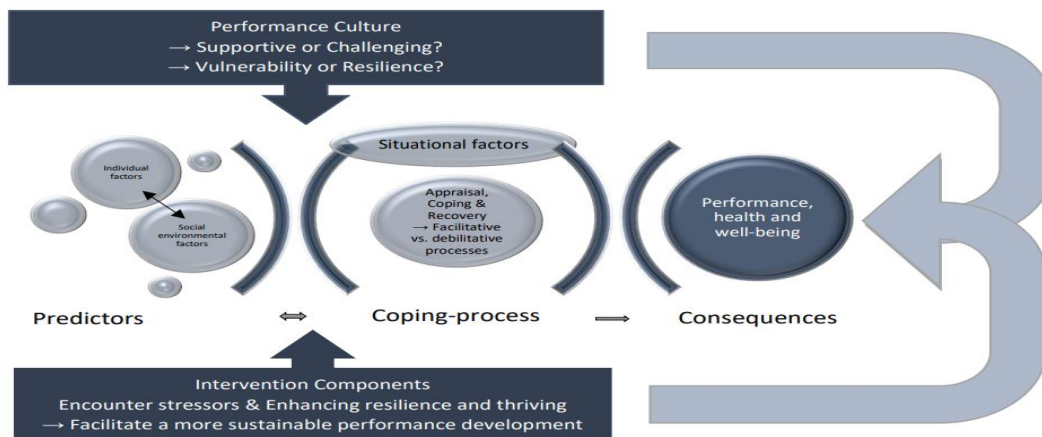 Performance Culture
→ Supportive or Challenging?
→ Vulnerability or Resilience?
Situational factors
Individual
factors
Social
environmental
factors
Appraisal,
Coping &
Recovery
→ Facilitative
vs. debilitative
processes
Performance,
health and
well-being
Predictors
Coping-process
Consequences
Intervention Components
Encounter stressors & Enhancing resilience and thriving
→ Facilitate a more sustainable performance development